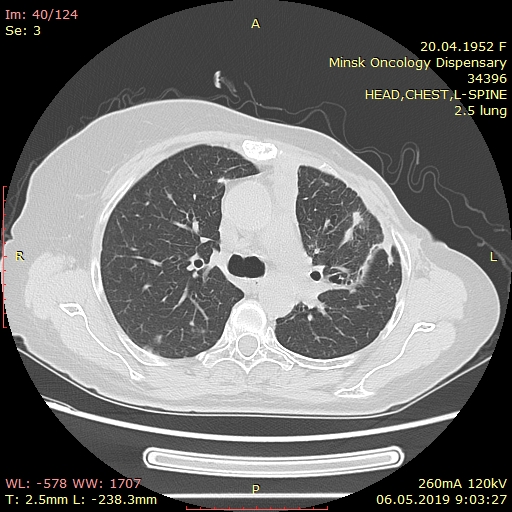 Im: 40/124
Se: 3
A
20.04.1952 F
Minsk Oncology Dispensary
34396
HEAD,CHEST,L-SPINE
2.5 lung
R
L
WL: -578 WW: 1707
T: 2.5mm L: -238.3mm
P
260mA 120kV
06.05.2019 9:03:27